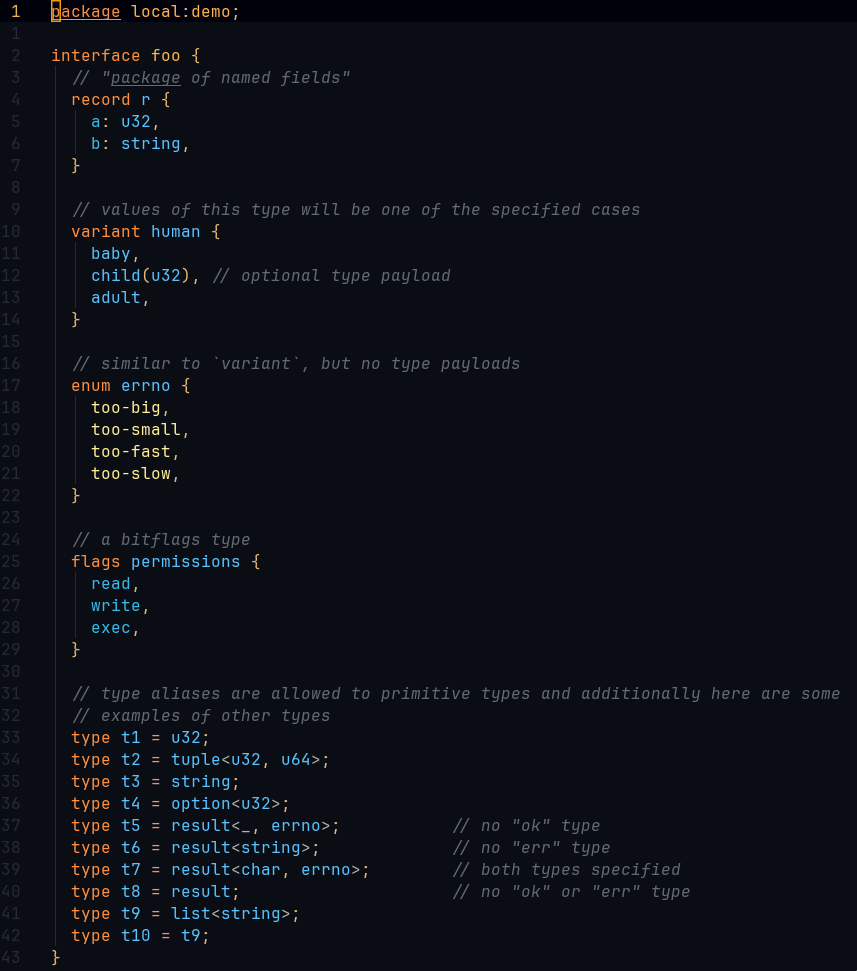 1 package local:demo;
1
2 interface foo {
3   // "package of named fields"
4   record r {
5     a: u32,
6     b: string,
7   }
8
9   // values of this type will be one of the specified cases
10   variant human {
11     baby,
12     child(u32), // optional type payload
13     adult,
14   }
15
16   // similar to `variant`, but no type payloads
17   enum errno {
18     too-big,
19     too-small,
20     too-fast,
21     too-slow,
22   }
23
24   // a bitflags type
25   flags permissions {
26     read,
27     write,
28     exec,
29   }
30
31   // type aliases are allowed to primitive types and additionally here are some
32   // examples of other types
33   type t1 = u32;
34   type t2 = tuple<u32, u64>;
35   type t3 = string;
36   type t4 = option<u32>;
37   type t5 = result<_, errno>;           // no "ok" type
38   type t6 = result<string>;             // no "err" type
39   type t7 = result<char, errno>;        // both types specified
40   type t8 = result;                     // no "ok" or "err" type
41   type t9 = list<string>;
42   type t10 = t9;
43 }